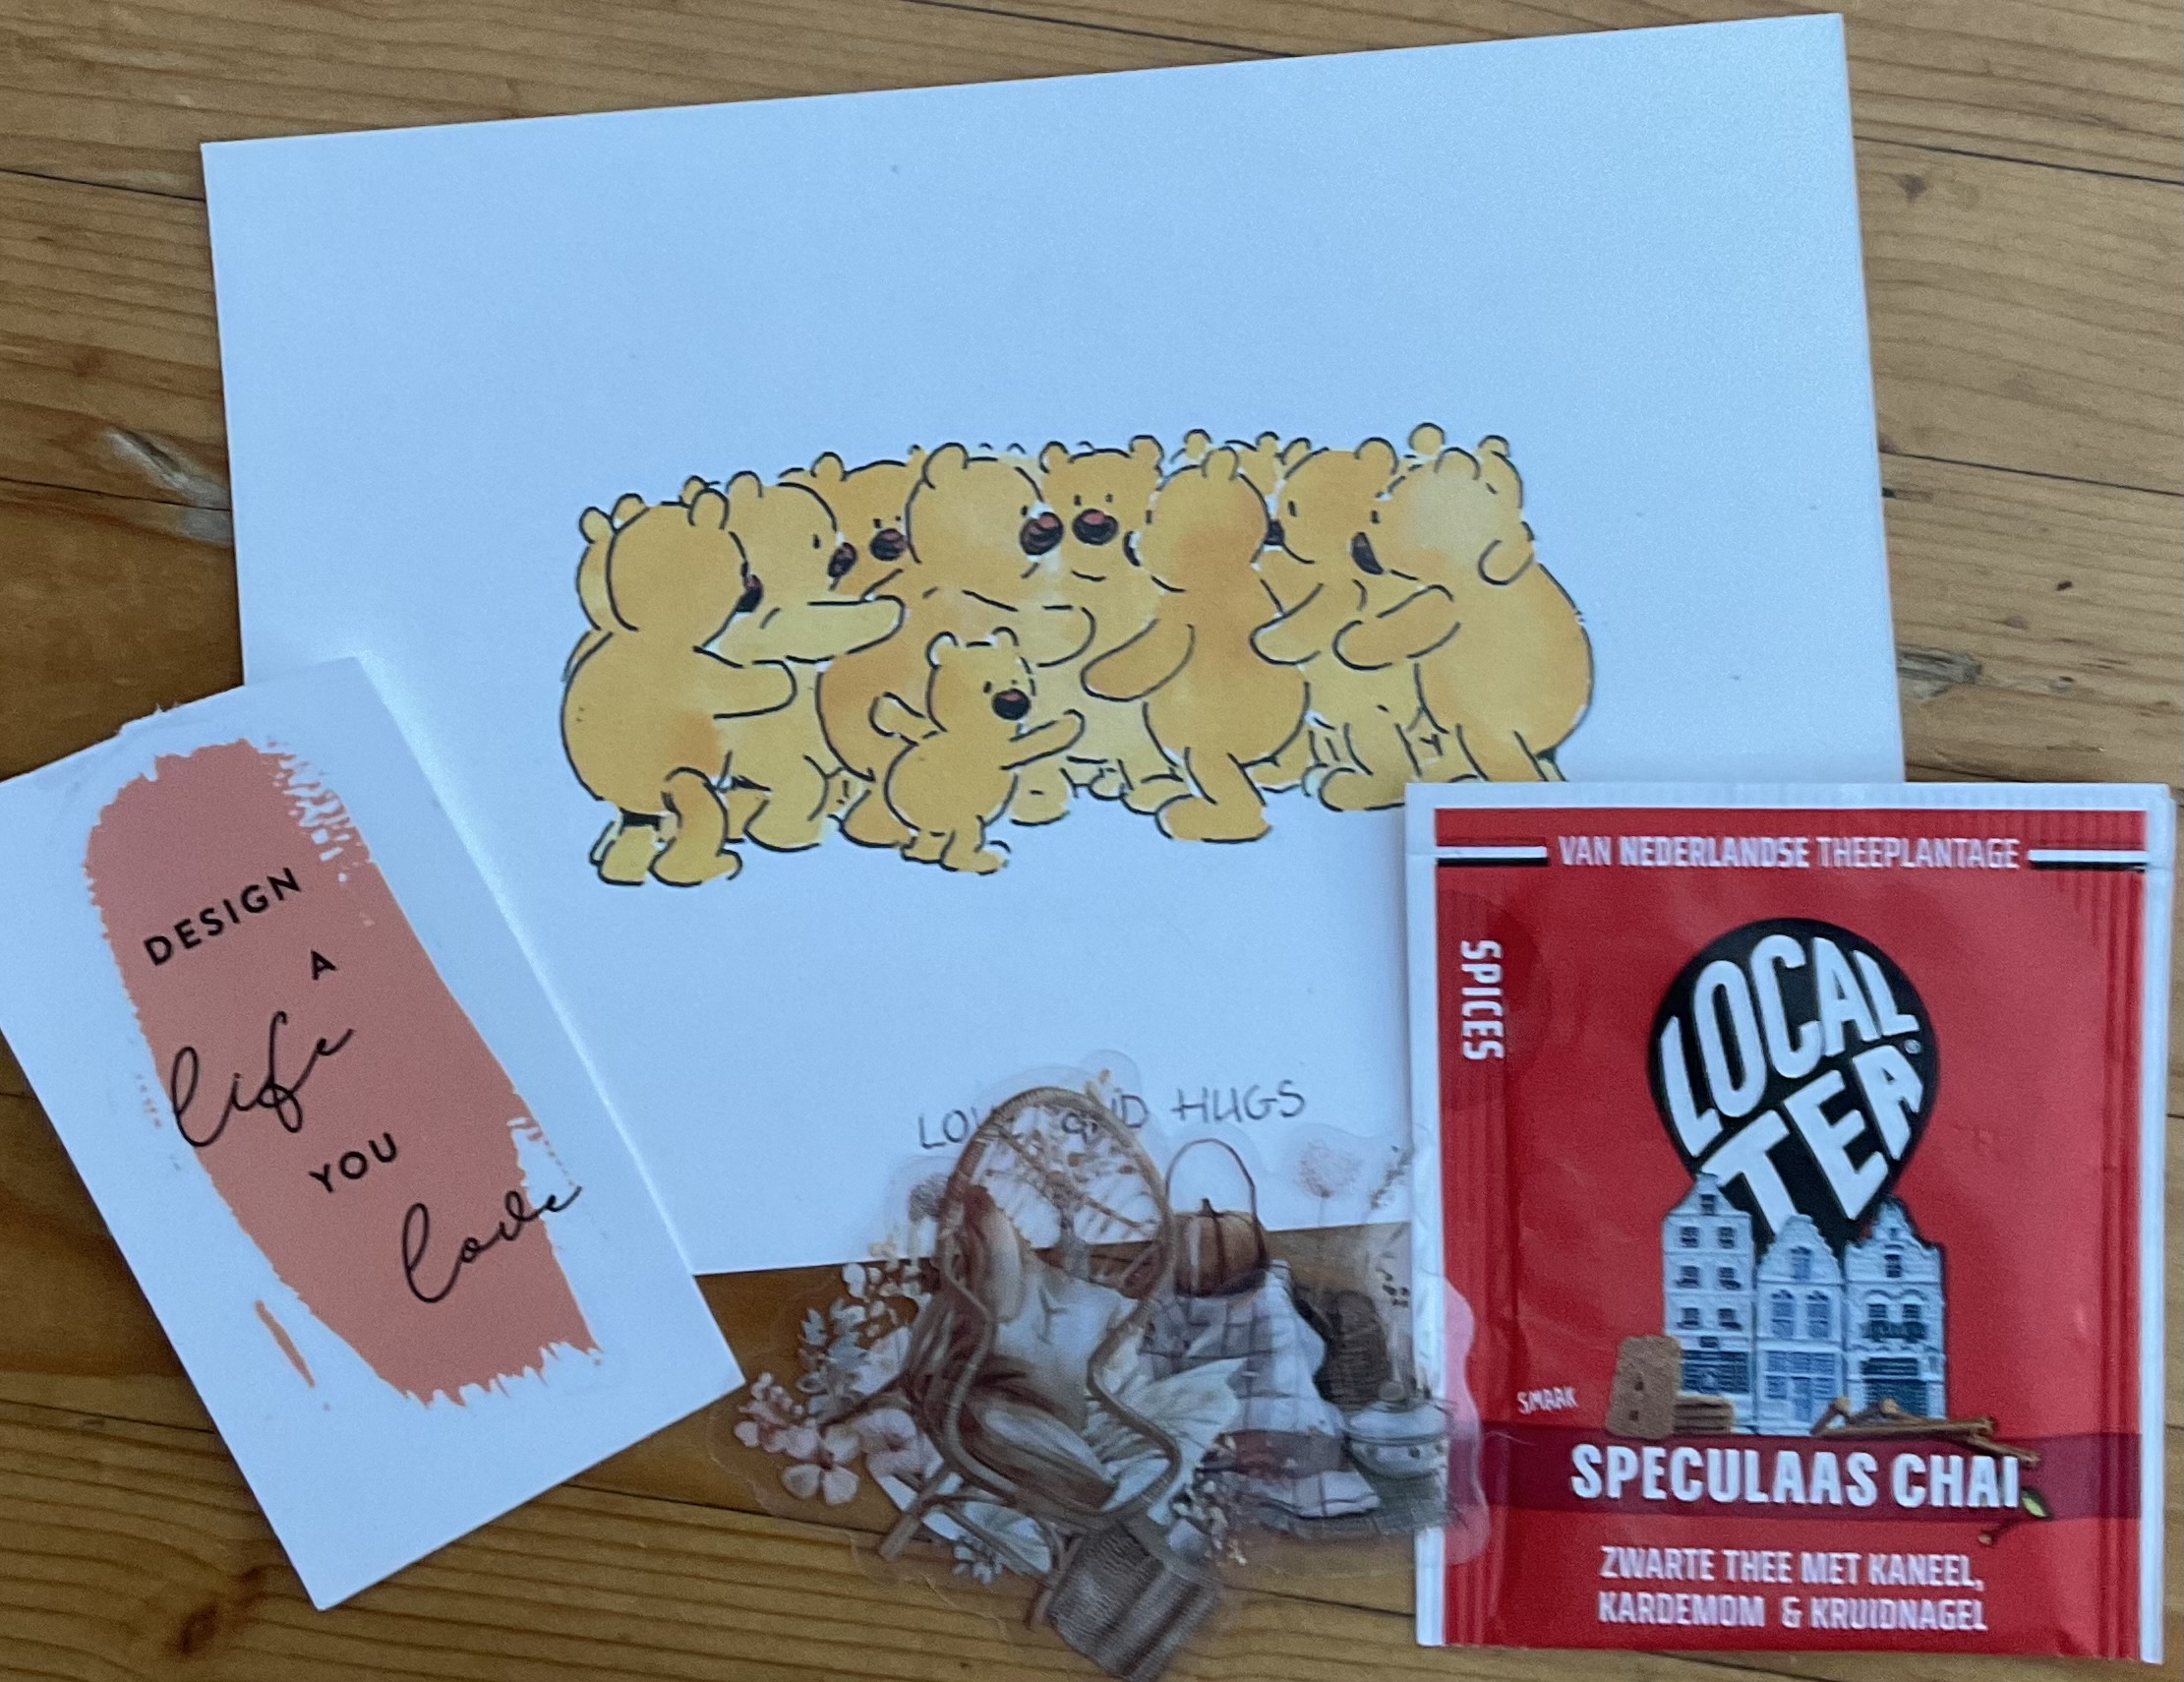 DESIGN
A
life
YOU
love
LOVE AND HUGS
VAN NEDERLANDSE THEEPLANTAGE
SPICES
LOCAL
TEA
SMAAK
SPECULAAS CHAI
ZWARTE THEE MET KANEEL,
KARDEMOM & KRUIDNAGEL